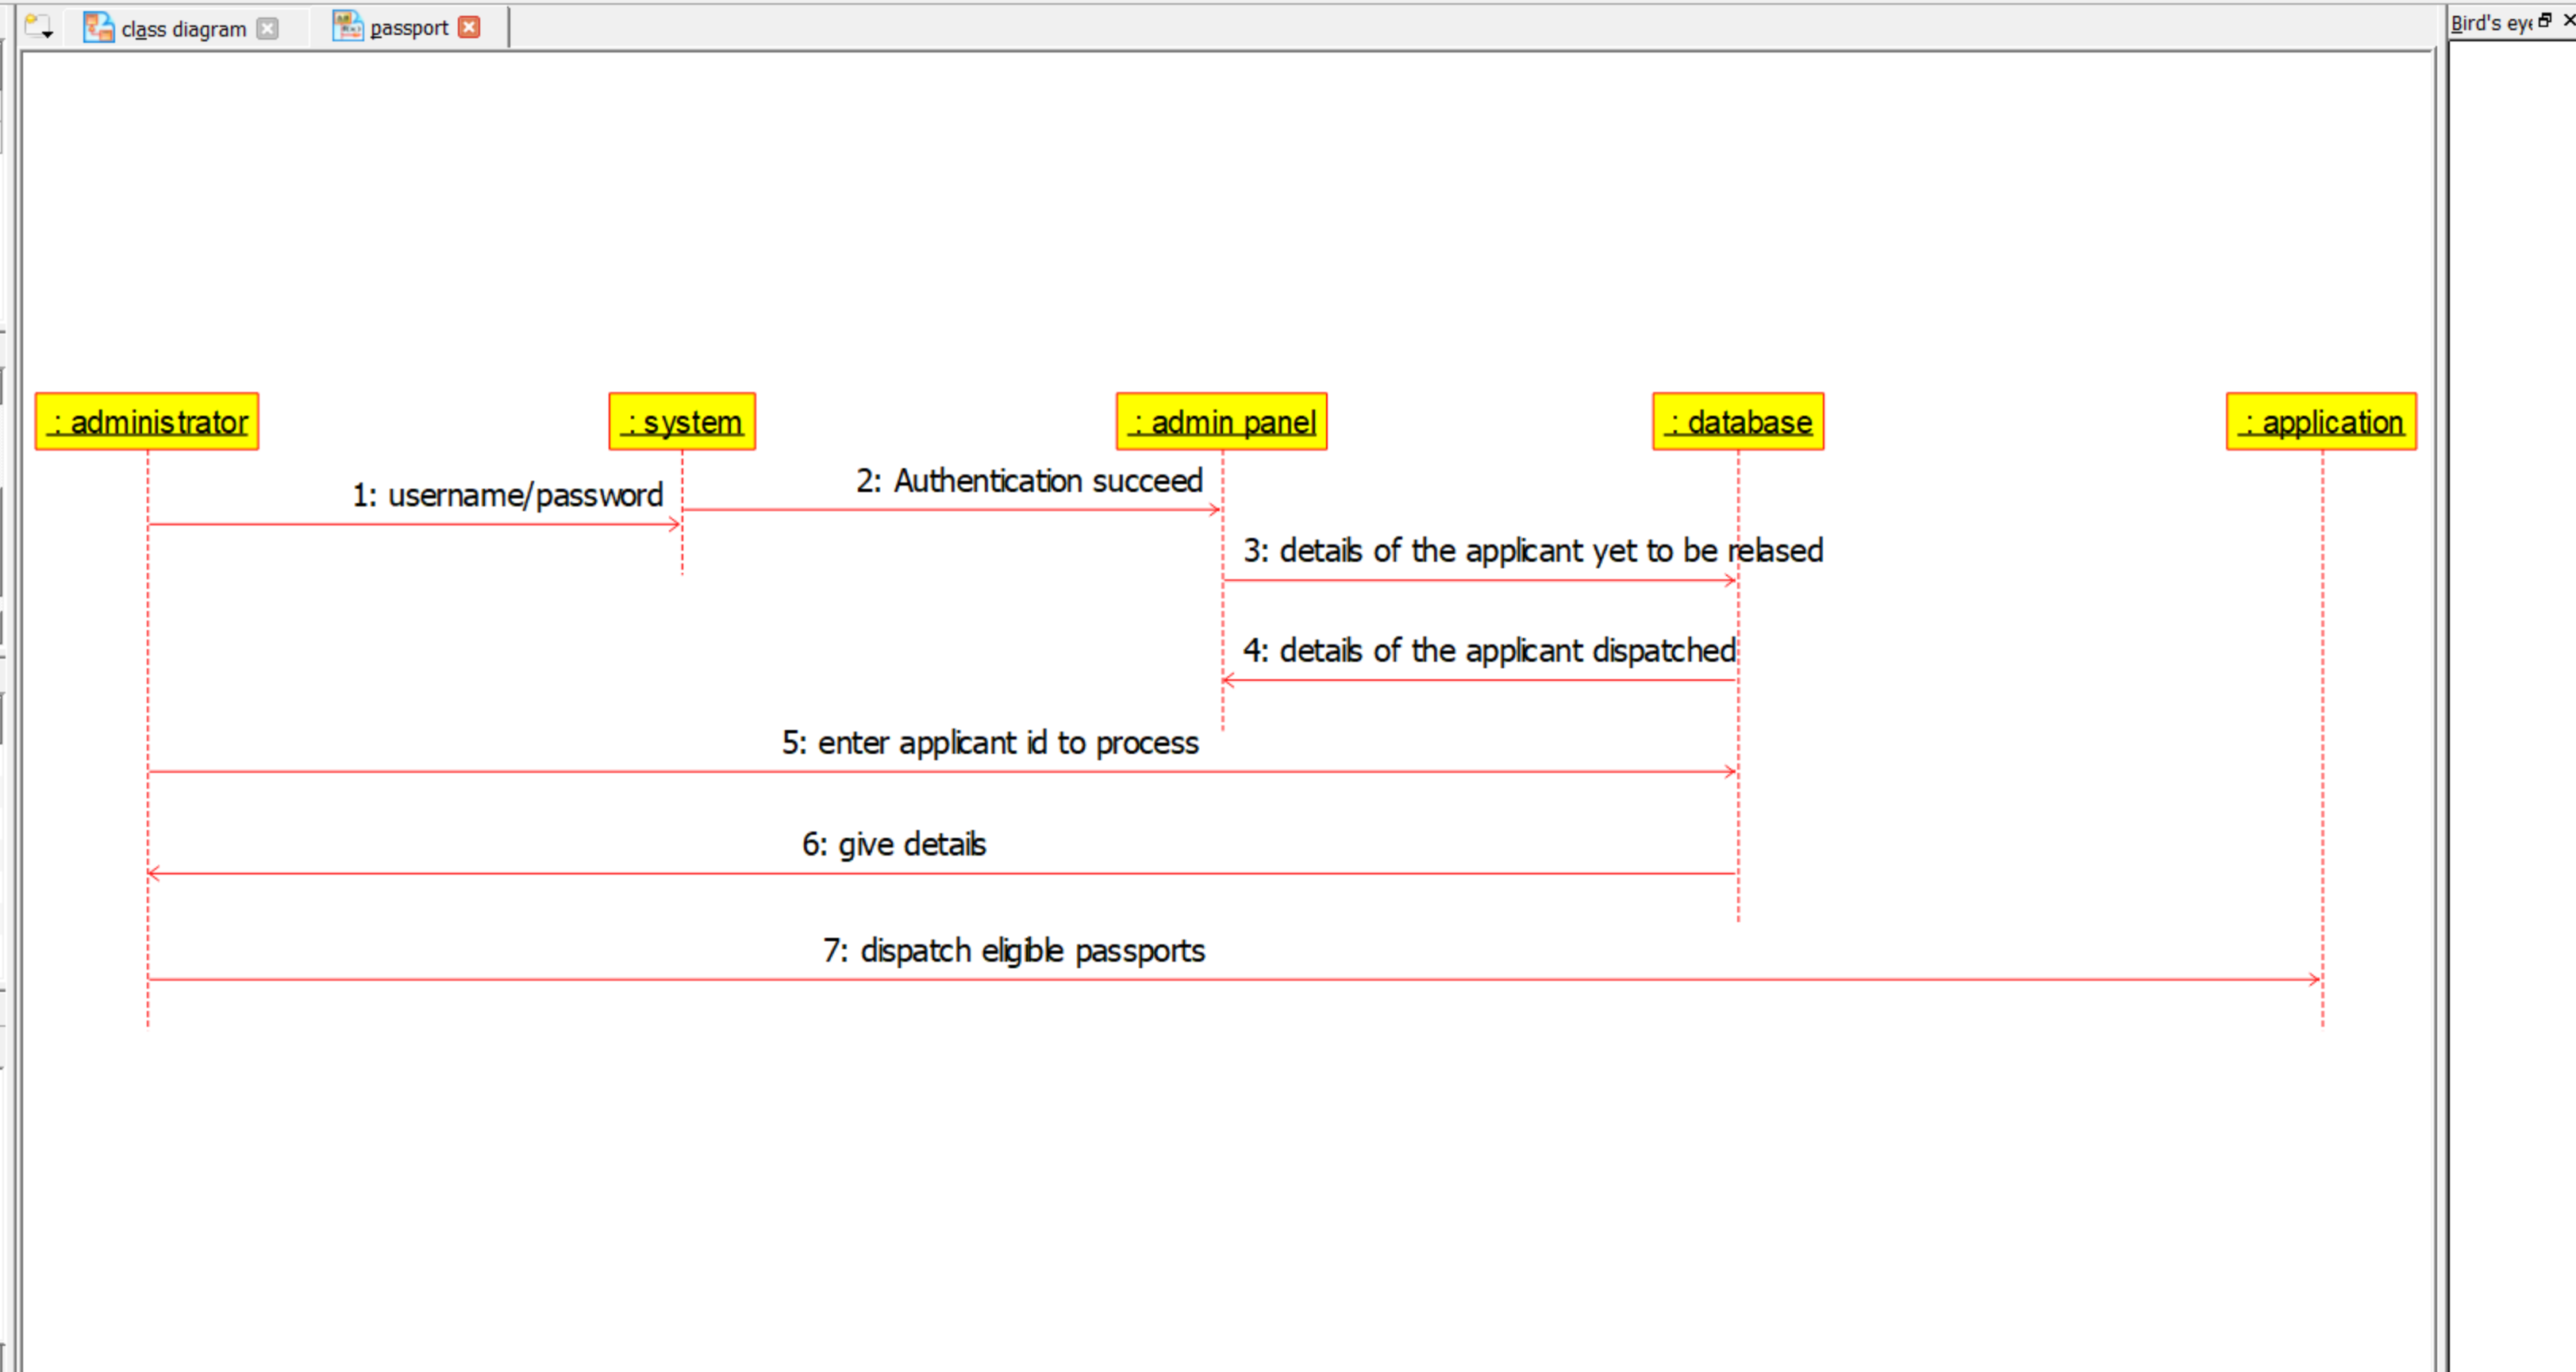 class diagram
passport
Bird's eye
: administrator
: system
: admin panel
: database
: application
1: username/password
2: Authentication succeed
3: details of the applicant yet to be relased
4: details of the applicant dispatched
5: enter applicant id to process
6: give details
7: dispatch eligible passports